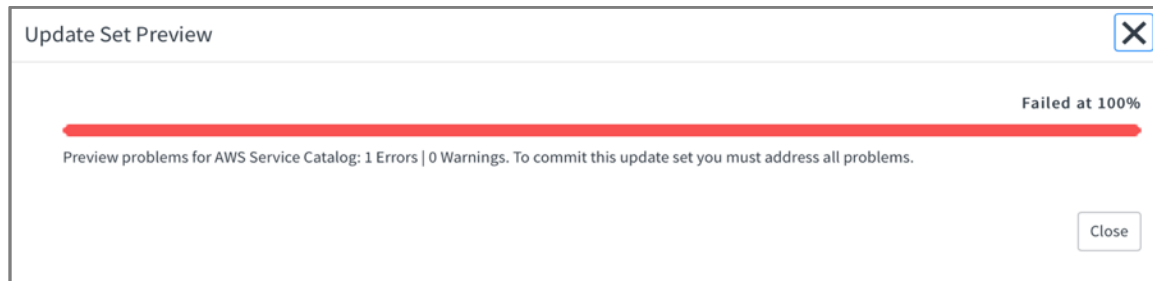 Update Set Preview
Failed at 100%
Preview problems for AWS Service Catalog: 1 Errors | 0 Warnings. To commit this update set you must address all problems.
Close